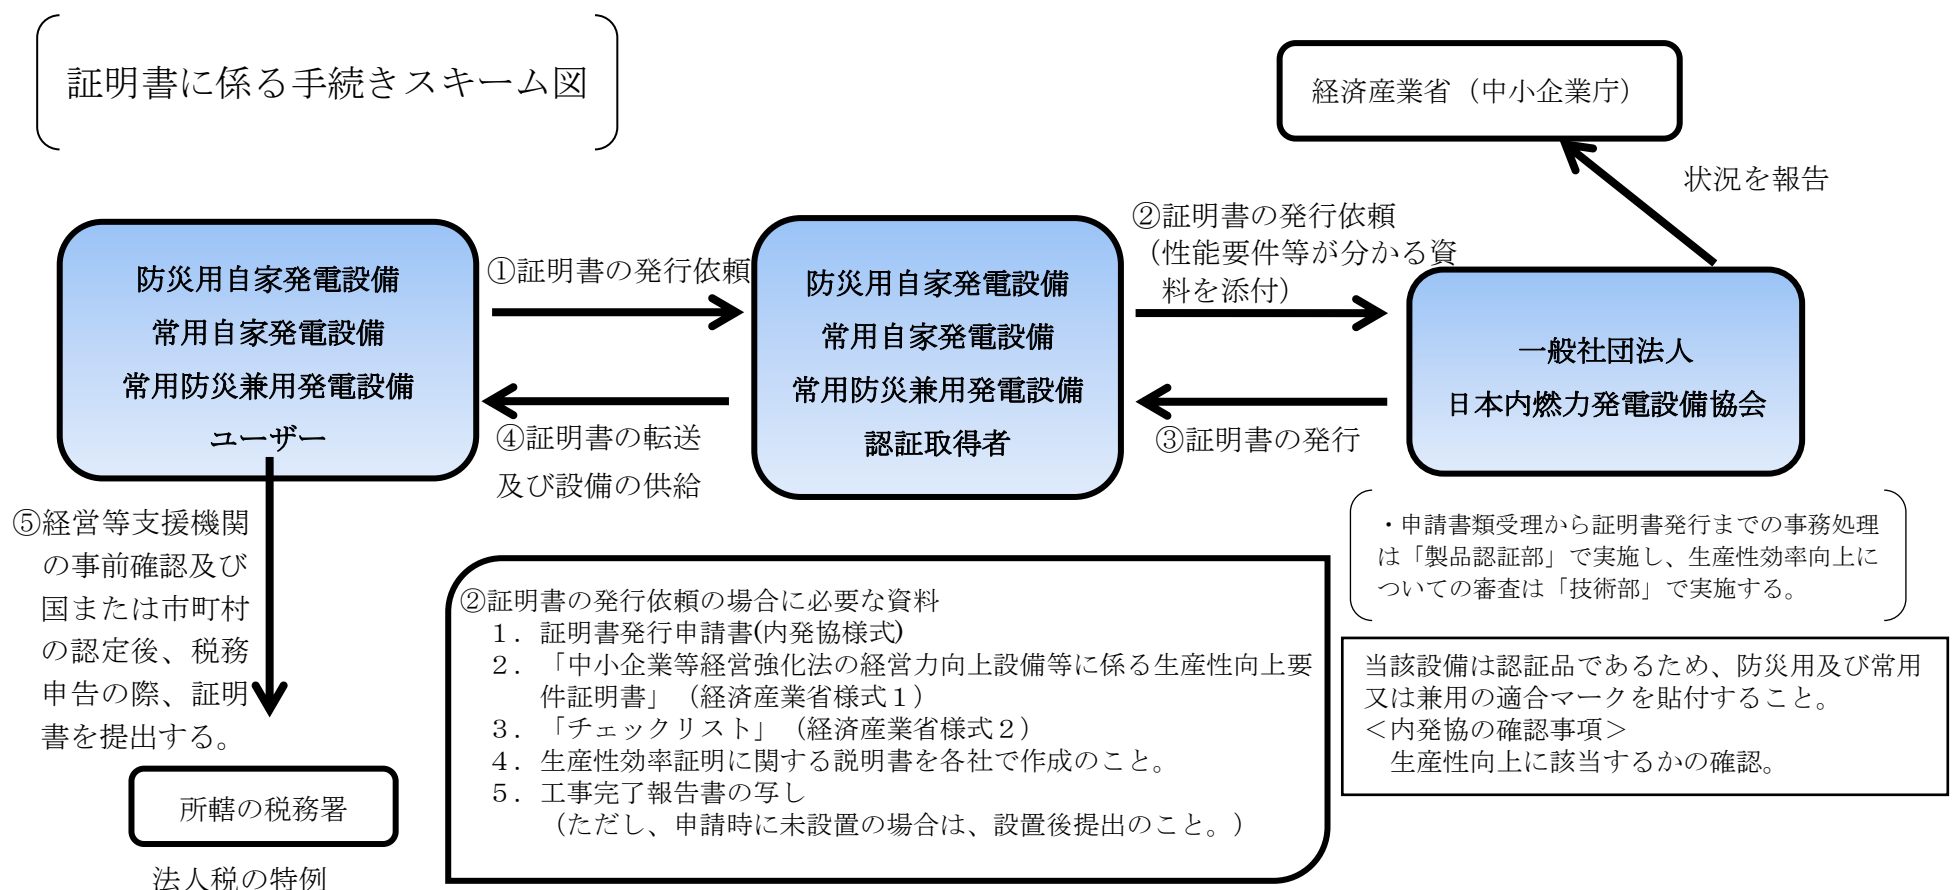 証明書に係る手続きスキーム図
経済産業省（中小企業庁）
状況を報告
防災用自家発電設備
常用自家発電設備
常用防災兼用発電設備
ユーザー
①証明書の発行依頼
④証明書の転送
及び設備の供給
防災用自家発電設備
常用自家発電設備
常用防災兼用発電設備
認証取得者
②証明書の発行依頼
（性能要件等が分かる資
料を添付）
③証明書の発行
一般社団法人
日本内燃力発電設備協会
・申請書類受理から証明書発行までの事務処理
は「製品認証部」で実施し、生産性効率向上に
ついての審査は「技術部」で実施する。
⑤経営等支援機関
の事前確認及び
国または市町村
の認定後、税務
申告の際、証明
書を提出する。
所轄の税務署
法人税の特例
②証明書の発行依頼の場合に必要な資料
１．証明書発行申請書(内発協様式)
２．「中小企業等経営強化法の経営力向上設備等に係る生産性向上要
件証明書」（経済産業省様式１）
３．「チェックリスト」（経済産業省様式２）
４．生産性効率証明に関する説明書を各社で作成のこと。
５．工事完了報告書の写し
（ただし、申請時に未設置の場合は、設置後提出のこと。）
当該設備は認証品であるため、防災用及び常用
又は兼用の適合マークを貼付すること。
＜内発協の確認事項＞
生産性向上に該当するかの確認。